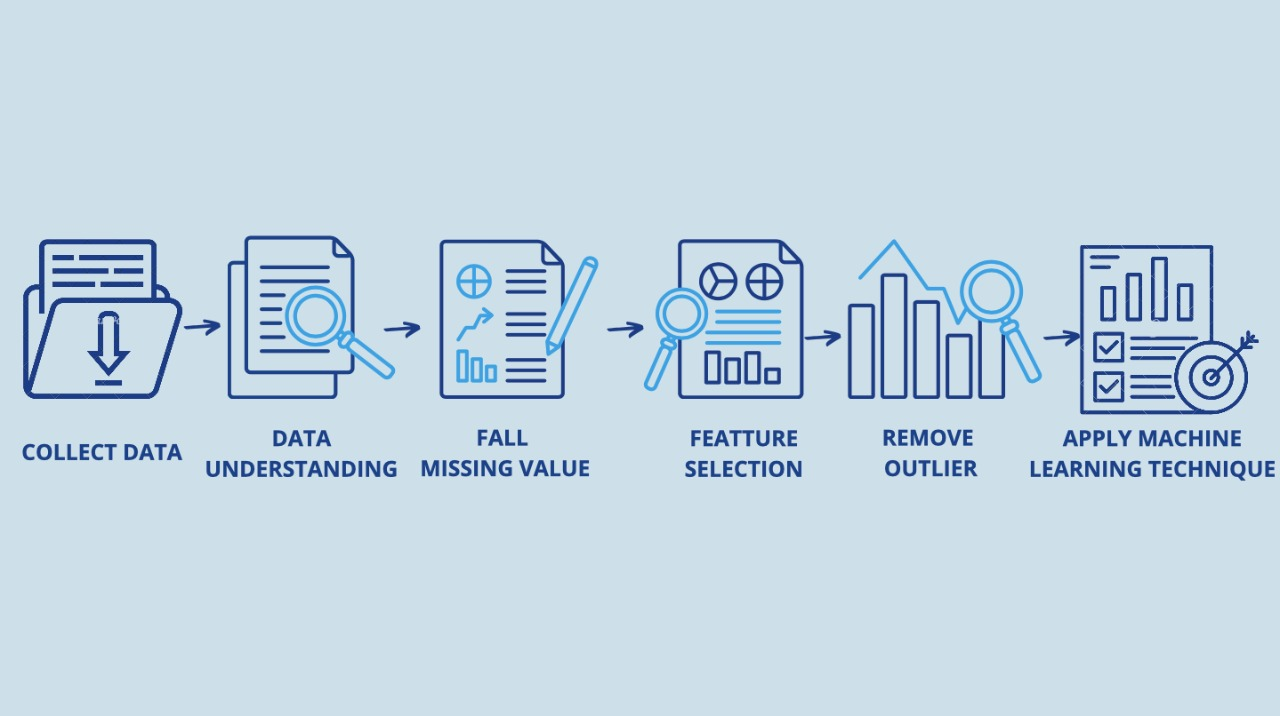 COLLECT DATA
DATA
UNDERSTANDING
FALL
MISSING VALUE
FEATTURE
SELECTION
REMOVE
OUTLIER
APPLY MACHINE
LEARNING TECHNIQUE